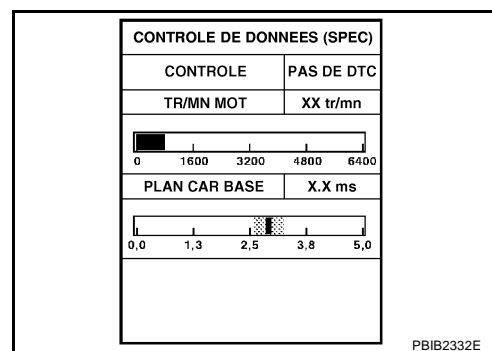 CONTROLE DE DONNEES (SPEC)
CONTROLE PAS DE DTC
TR/MN MOT XX tr/mn
0 1600 3200 4800 6400
PLAN CAR BASE X.X ms
0,0 1,3 2,5 3,8 5,0
PBIB2332E